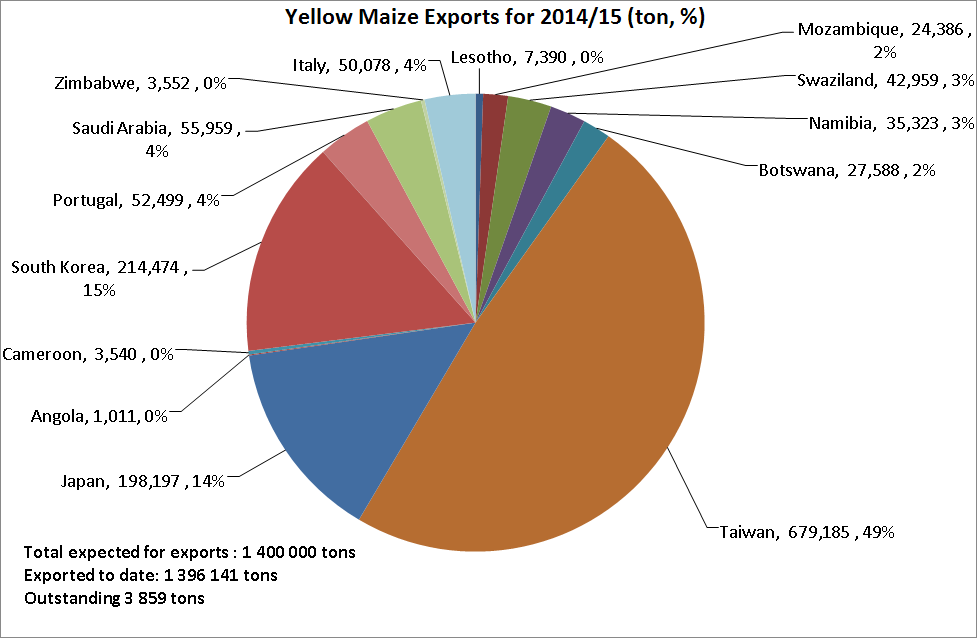 Yellow Maize Exports for 2014/15 (ton, %)
Lesotho, 7,390 , 0%
Mozambique, 24,386 ,
2%
Swaziland, 42,959 , 3%
Namibia, 35,323 , 3%
Botswana, 27,588 , 2%
Taiwan, 679,185 , 49%
Japan, 198,197 , 14%
Angola, 1,011, 0%
Cameroon, 3,540 , 0%
South Korea, 214,474 ,
15%
Portugal, 52,499 , 4%
Saudi Arabia, 55,959 ,
4%
Zimbabwe, 3,552 , 0%
Italy, 50,078 , 4%
Total expected for exports : 1 400 000 tons
Exported to date: 1 396 141 tons
Outstanding 3 859 tons